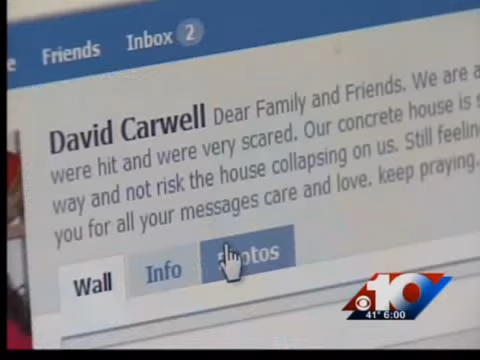 e Friends Inbox 2
David Carwell Dear Family and Friends. We are a
were hit and were very scared. Our concrete house is s
way and not risk the house collapsing on us. Still feelin
you for all your messages care and love. keep praying.
Wall Info Photos
10
41° 6:00